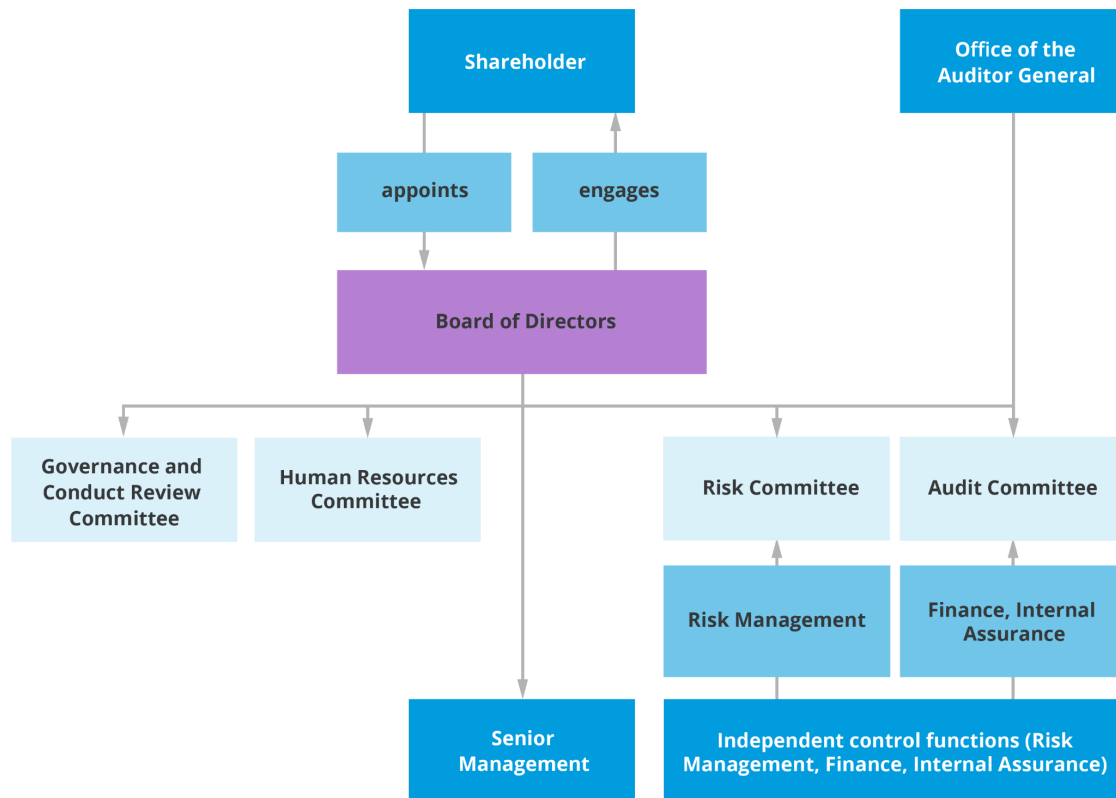 Shareholder
Office of the
Auditor General
appoints
engages
Board of Directors
Governance and
Conduct Review
Committee
Human Resources
Committee
Risk Committee
Audit Committee
Risk Management
Finance, Internal
Assurance
Senior
Management
Independent control functions (Risk
Management, Finance, Internal Assurance)